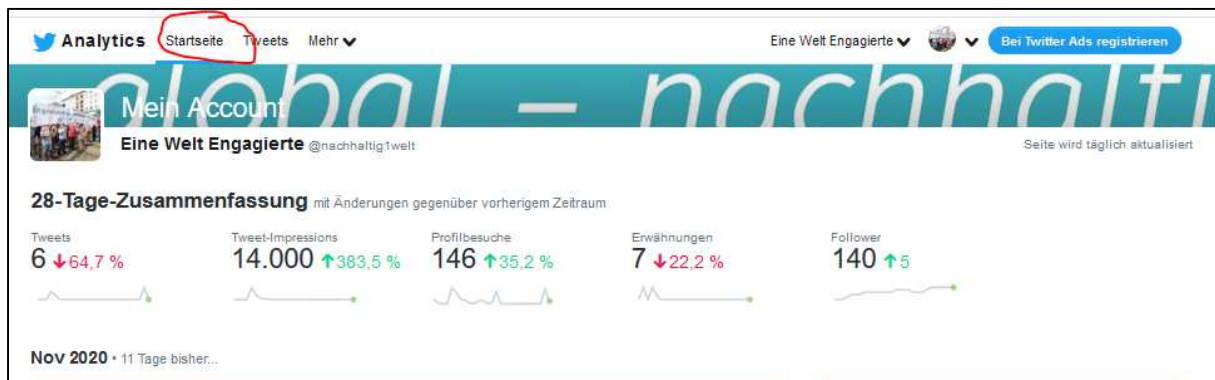 Analytics Startseite Tweets Mehr Eine Welt Engagierte Bei Twitter Ads registrieren
global – nachhalti
Mein Account
Eine Welt Engagierte @nachhaltig1welt Seite wird täglich aktualisiert
28-Tage-Zusammenfassung mit Änderungen gegenüber vorherigem Zeitraum
Tweets Tweet-Impressions Profilbesuche Erwähnungen Follower
6 ↓64,7 % 14.000 ↑383,5 % 146 ↑35,2 % 7 ↓22,2 % 140 ↑5
Nov 2020 • 11 Tage bisher...